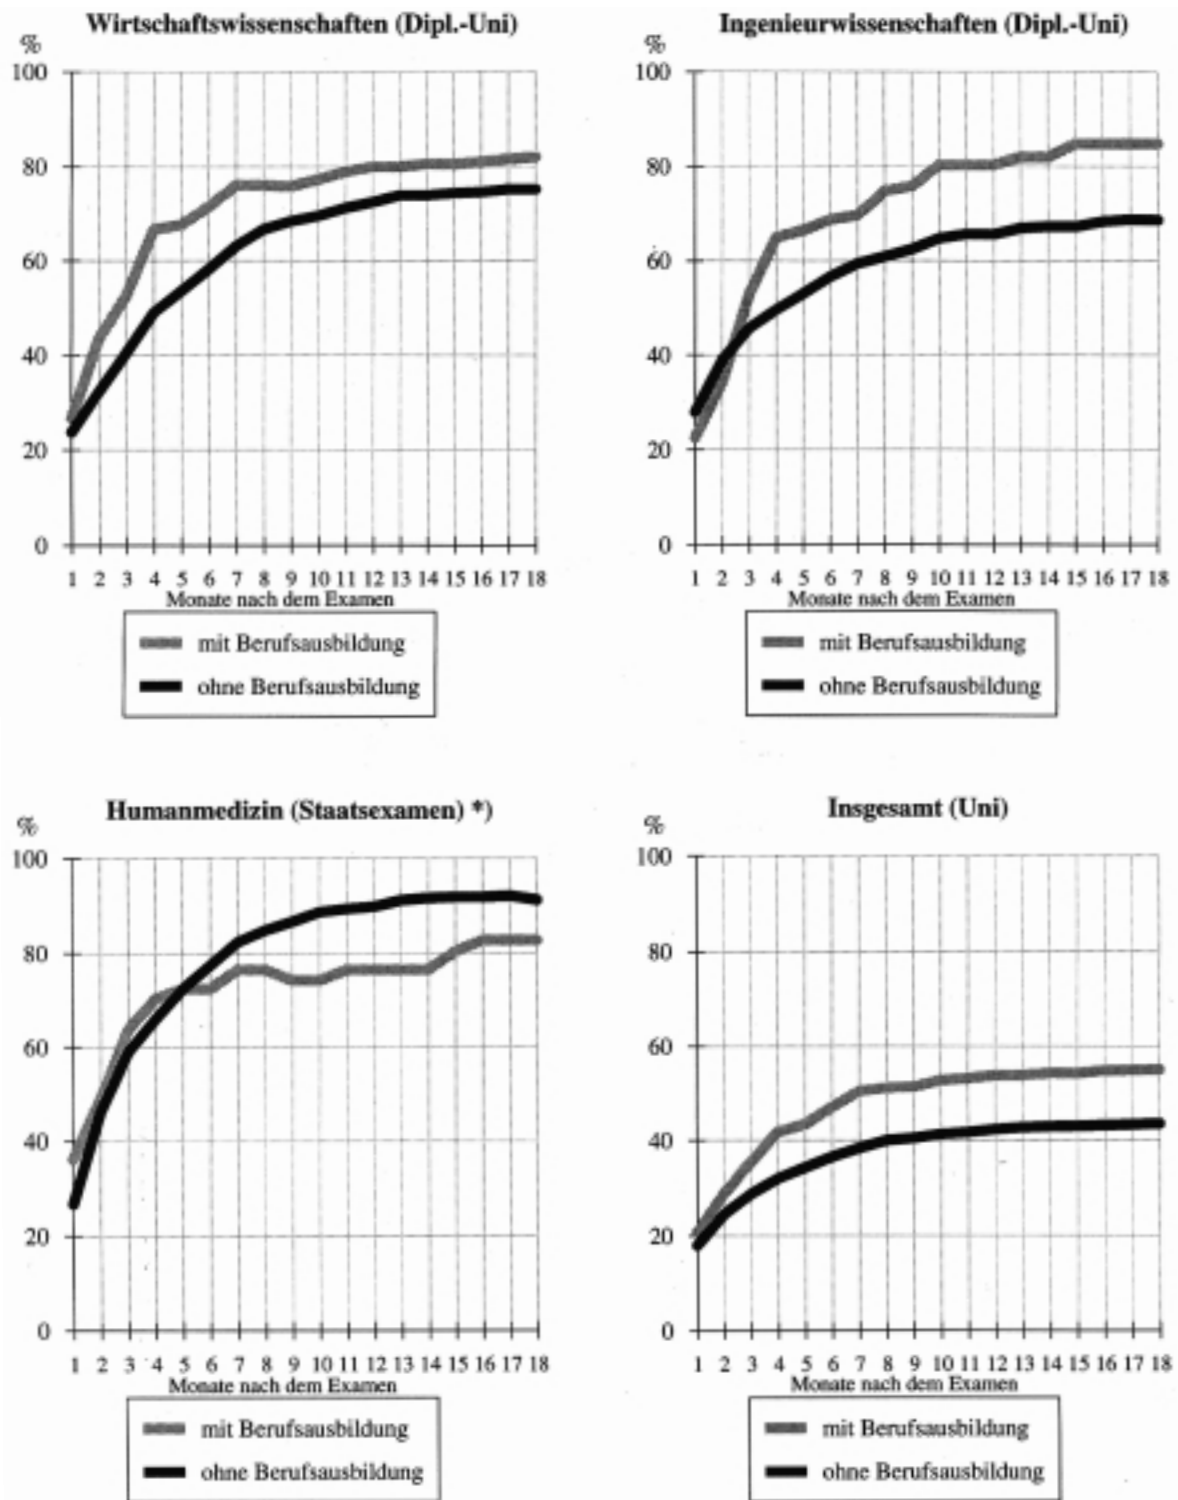 Wirtschaftswissenschaften (Dipl.-Uni)
%
100
80
60
40
20
0
1 2 3 4 5 6 7 8 9 10 11 12 13 14 15 16 17 18
Monate nach dem Examen
mit Berufsausbildung
ohne Berufsausbildung
Ingenieurwissenschaften (Dipl.-Uni)
%
100
80
60
40
20
0
1 2 3 4 5 6 7 8 9 10 11 12 13 14 15 16 17 18
Monate nach dem Examen
mit Berufsausbildung
ohne Berufsausbildung
Humanmedizin (Staatsexamen) *)
%
100
80
60
40
20
0
1 2 3 4 5 6 7 8 9 10 11 12 13 14 15 16 17 18
Monate nach dem Examen
mit Berufsausbildung
ohne Berufsausbildung
Insgesamt (Uni)
%
100
80
60
40
20
0
1 2 3 4 5 6 7 8 9 10 11 12 13 14 15 16 17 18
Monate nach dem Examen
mit Berufsausbildung
ohne Berufsausbildung